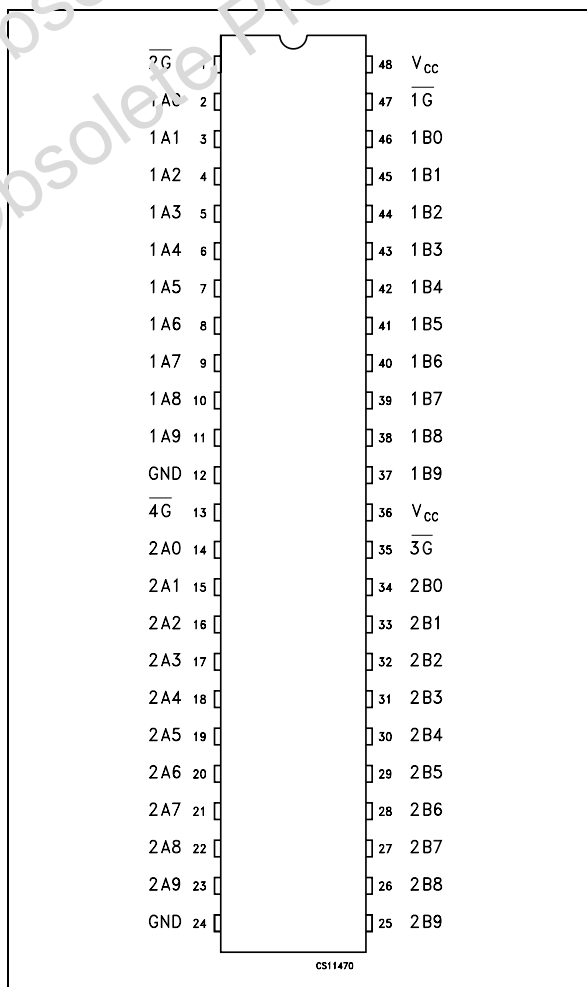 Obsolete Pro
Obsolete Pro
2G̅ 1 48 VCC
1A0 2 47 1G̅
1A1 3 46 1B0
1A2 4 45 1B1
1A3 5 44 1B2
1A4 6 43 1B3
1A5 7 42 1B4
1A6 8 41 1B5
1A7 9 40 1B6
1A8 10 39 1B7
1A9 11 38 1B8
GND 12 37 1B9
4G̅ 13 36 VCC
2A0 14 35 3G̅
2A1 15 34 2B0
2A2 16 33 2B1
2A3 17 32 2B2
2A4 18 31 2B3
2A5 19 30 2B4
2A6 20 29 2B5
2A7 21 28 2B6
2A8 22 27 2B7
2A9 23 26 2B8
GND 24 25 2B9
CS11470